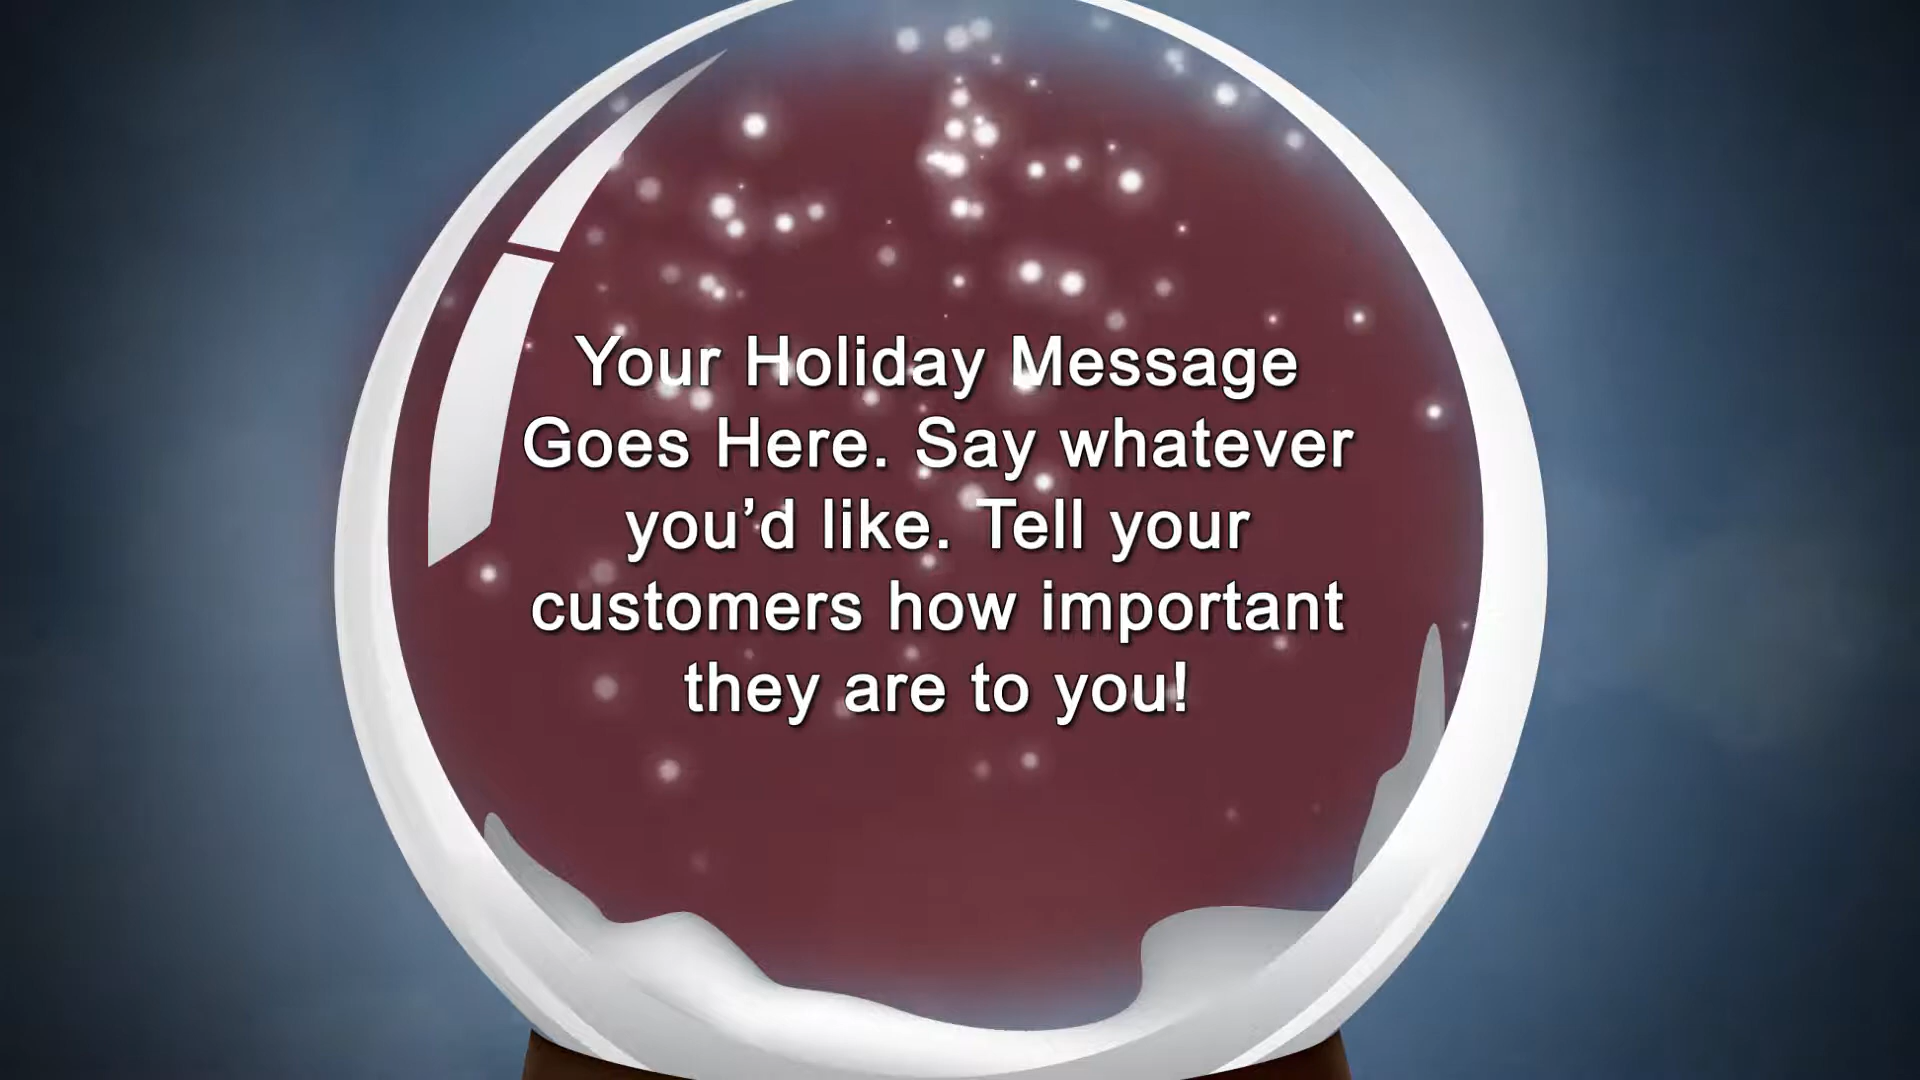 Your Holiday Message
Goes Here. Say whatever
you’d like. Tell your
customers how important
they are to you!